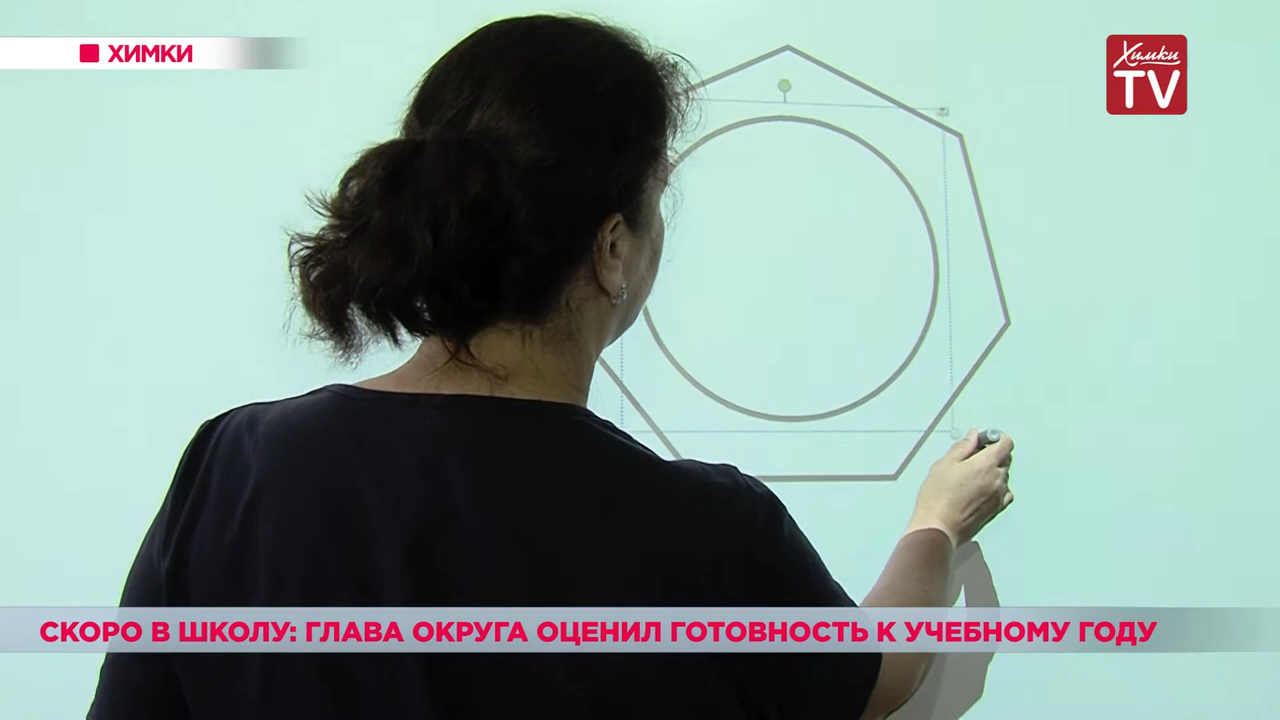 ХИМКИ
Химки
TV
СКОРО В ШКОЛУ: ГЛАВА ОКРУГА ОЦЕНИЛ ГОТОВНОСТЬ К УЧЕБНОМУ ГОДУ